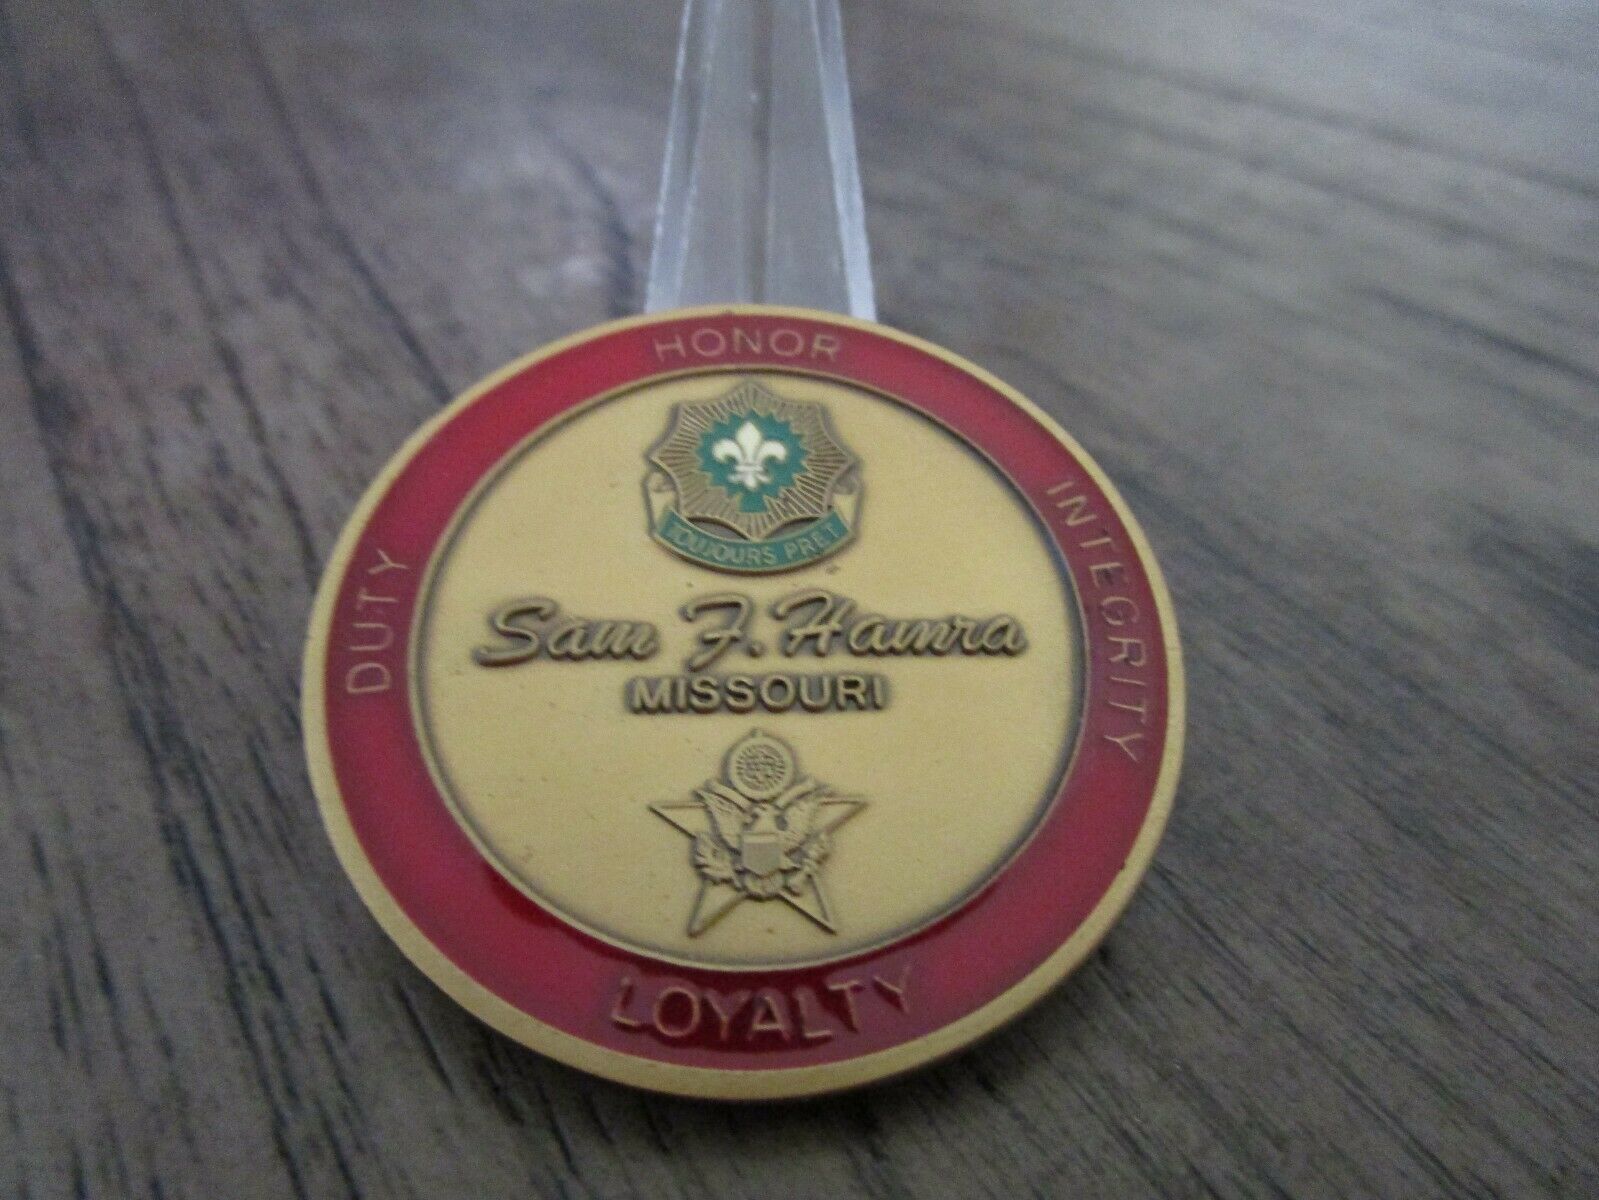 HONOR
DUTY
INTEGRITY
TOUJOURS PRET
Sam F. Hamra
MISSOURI
LOYALTY